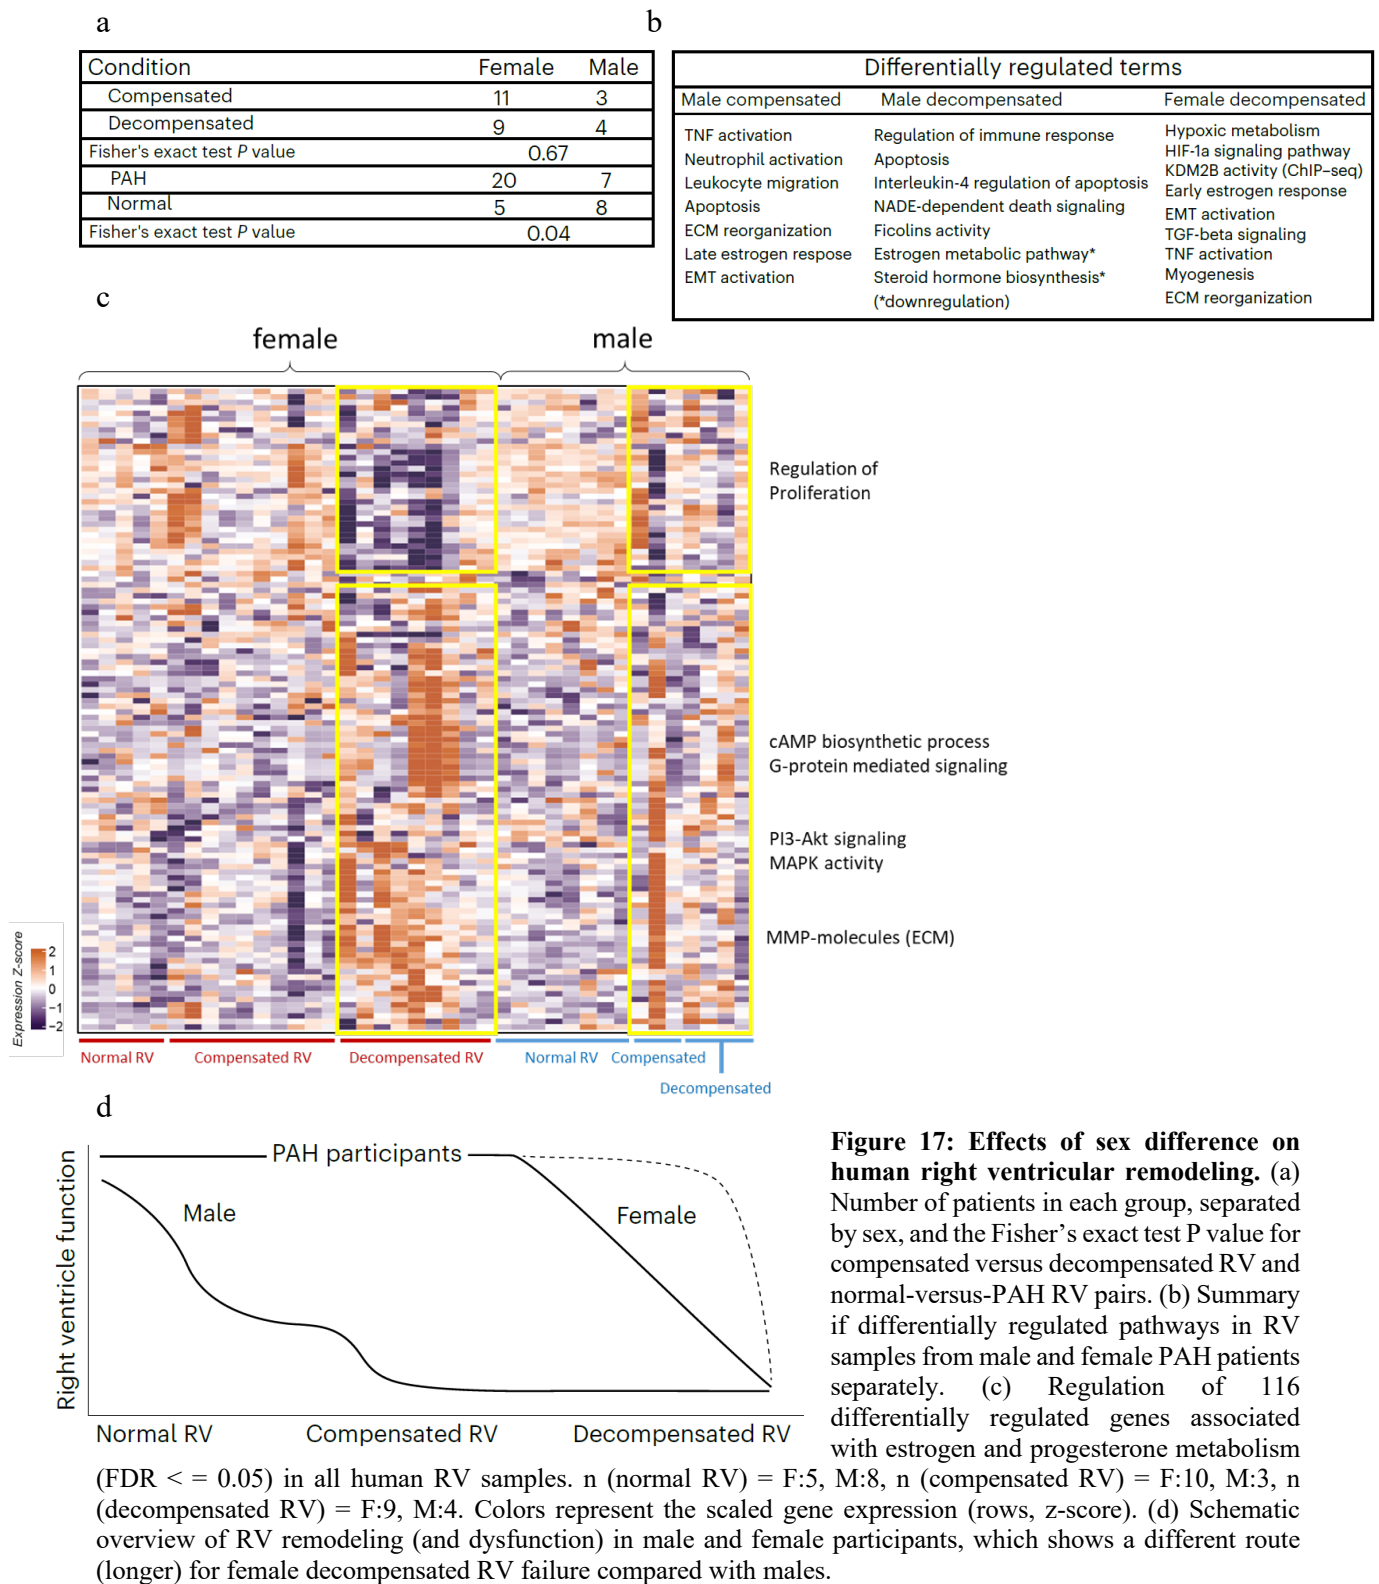 a
Condition Female Male
Compensated 11 3
Decompensated 9 4
Fisher's exact test P value 0.67
PAH 20 7
Normal 5 8
Fisher's exact test P value 0.04
b
Differentially regulated terms
Male compensated Male decompensated Female decompensated
TNF activation
Neutrophil activation
Leukocyte migration
Apoptosis
ECM reorganization
Late estrogen respose
EMT activation
Regulation of immune response
Apoptosis
Interleukin-4 regulation of apoptosis
NADE-dependent death signaling
Ficolins activity
Estrogen metabolic pathway*
Steroid hormone biosynthesis*
(*downregulation)
Hypoxic metabolism
HIF-1a signaling pathway
KDM2B activity (ChIP–seq)
Early estrogen response
EMT activation
TGF-beta signaling
TNF activation
Myogenesis
ECM reorganization
c
female male
Regulation of
Proliferation
cAMP biosynthetic process
G-protein mediated signaling
PI3-Akt signaling
MAPK activity
MMP-molecules (ECM)
Expression Z-score
2
1
0
−1
−2
Normal RV Compensated RV Decompensated RV Normal RV Compensated
Decompensated
d
Right ventricle function
PAH participants
Male
Female
Normal RV Compensated RV Decompensated RV
Figure 17: Effects of sex difference on
human right ventricular remodeling. (a)
Number of patients in each group, separated
by sex, and the Fisher’s exact test P value for
compensated versus decompensated RV and
normal-versus-PAH RV pairs. (b) Summary
if differentially regulated pathways in RV
samples from male and female PAH patients
separately. (c) Regulation of 116
differentially regulated genes associated
with estrogen and progesterone metabolism
(FDR < = 0.05) in all human RV samples. n (normal RV) = F:5, M:8, n (compensated RV) = F:10, M:3, n
(decompensated RV) = F:9, M:4. Colors represent the scaled gene expression (rows, z-score). (d) Schematic
overview of RV remodeling (and dysfunction) in male and female participants, which shows a different route
(longer) for female decompensated RV failure compared with males.